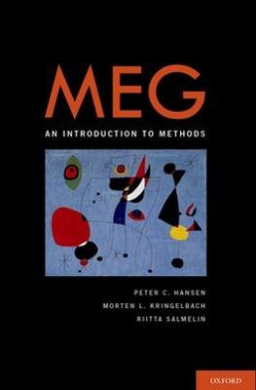 MEG
AN INTRODUCTION TO METHODS
PETER C. HANSEN
MORTEN L. KRINGELBACH
RIITTA SALMELIN
OXFORD